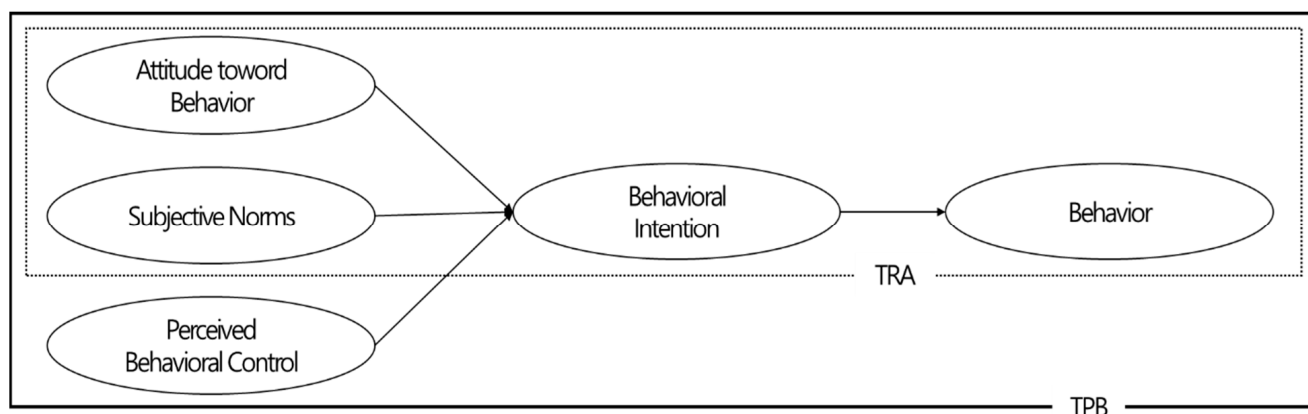 Attitude toword
Behavior
Subjective Norms
Behavioral
Intention
Behavior
TRA
Perceived
Behavioral Control
TPB